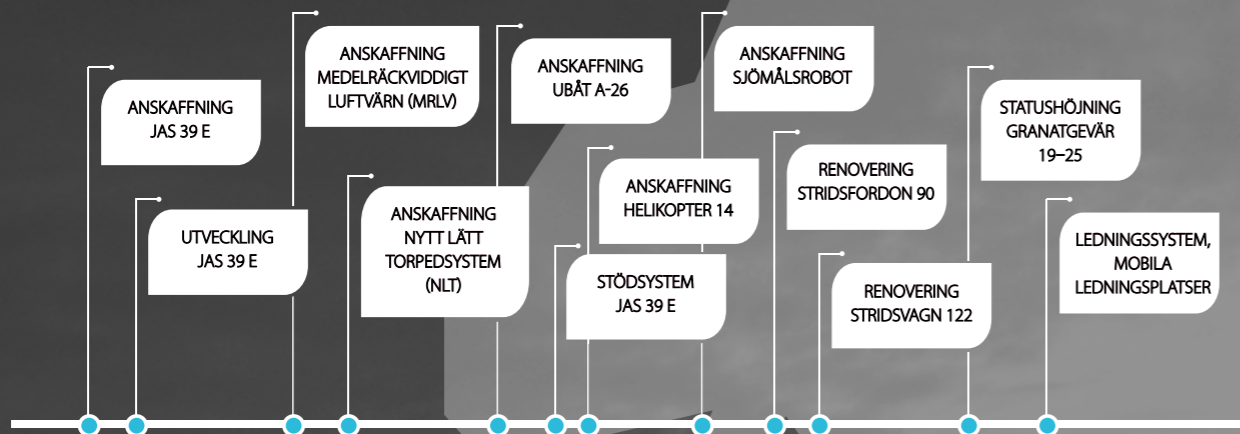 ANSKAFFNING
JAS 39 E
UTVECKLING
JAS 39 E
ANSKAFFNING
MEDELRÄCKVIDDIGT
LUFTVÄRN (MRLV)
ANSKAFFNING
NYTT LÄTT
TORPEDSYSTEM
(NLT)
ANSKAFFNING
UBÅT A-26
STÖDSYSTEM
JAS 39 E
ANSKAFFNING
HELIKOPTER 14
ANSKAFFNING
SJÖMÅLSROBOT
RENOVERING
STRIDSFORDON 90
RENOVERING
STRIDSVAGN 122
STATUSHÖJNING
GRANATGEVÄR
19–25
LEDNINGSSYSTEM,
MOBILA
LEDNINGSPLATSER